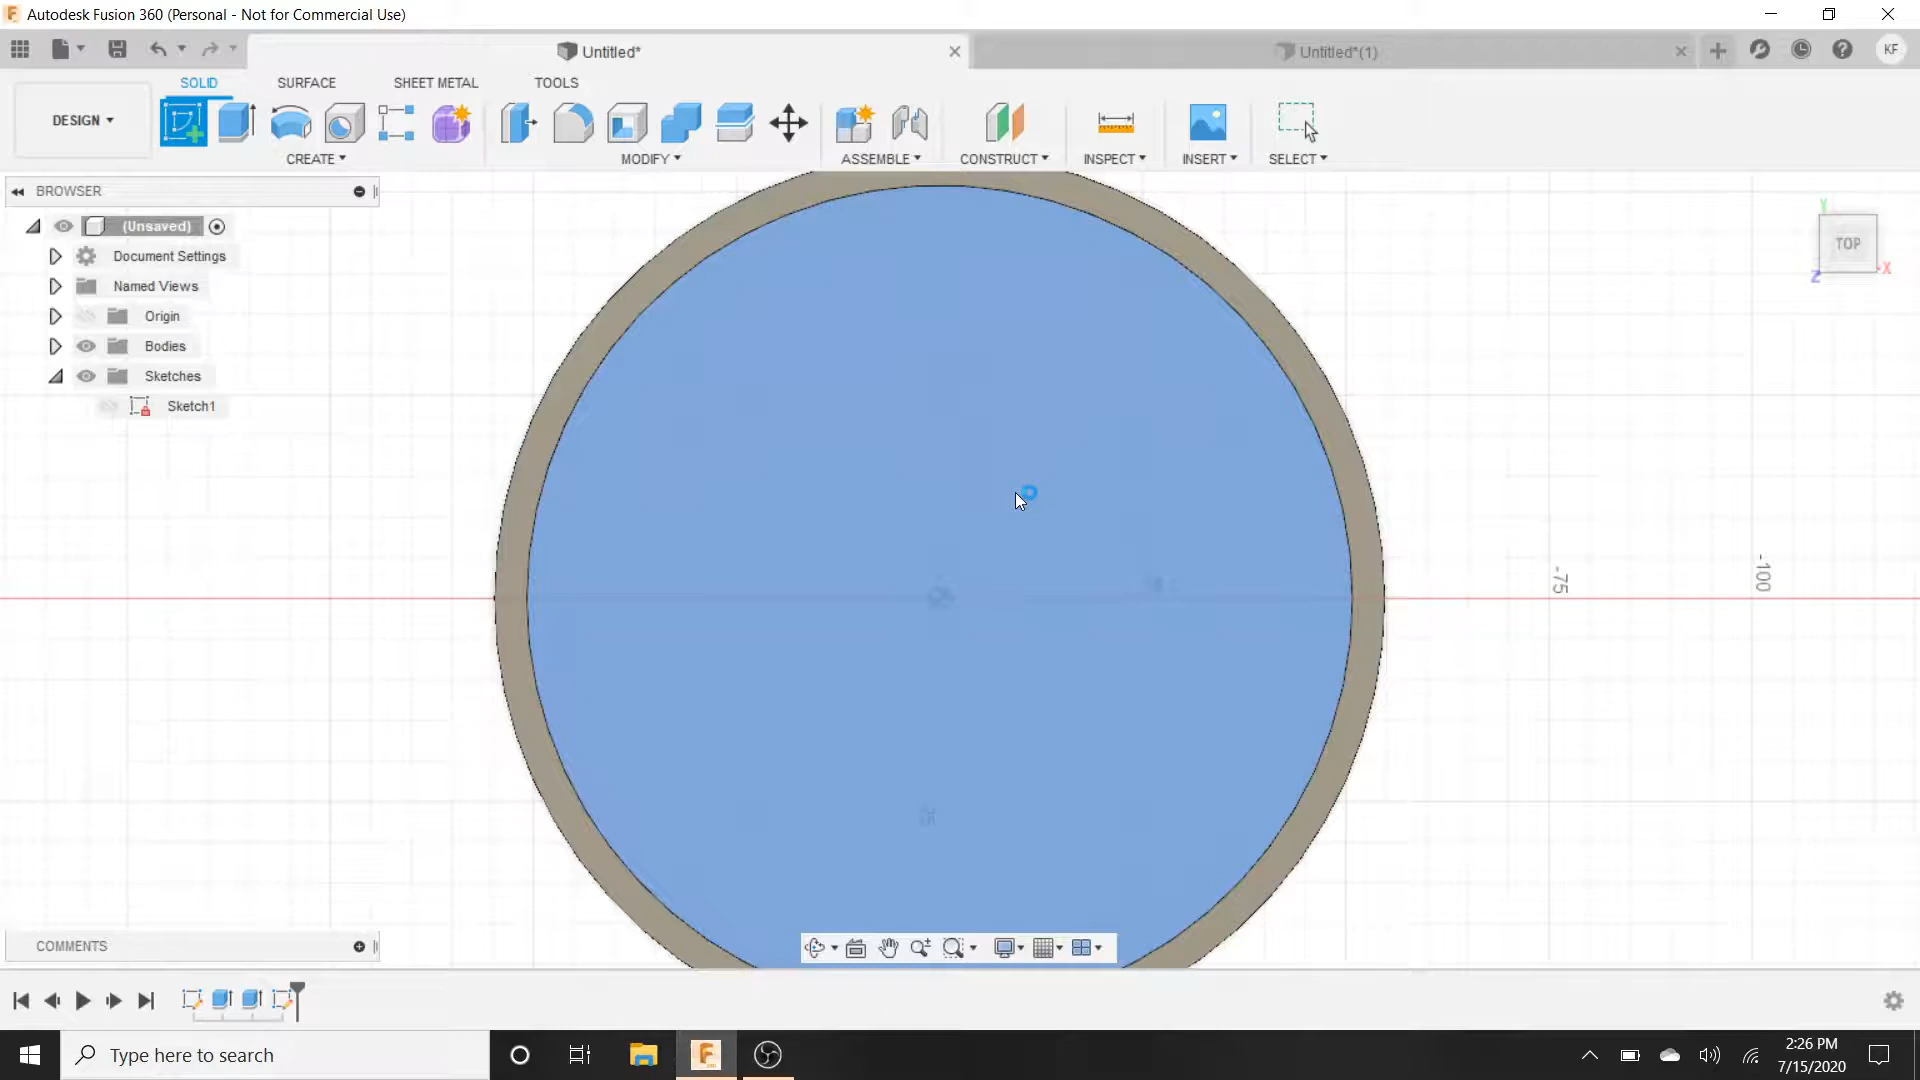 Autodesk Fusion 360 (Personal - Not for Commercial Use)
Untitled*
Untitled*(1)
KF
SOLID
SURFACE
SHEET METAL
TOOLS
DESIGN
CREATE
MODIFY
ASSEMBLE
CONSTRUCT
INSPECT
INSERT
SELECT
BROWSER
(Unsaved)
Document Settings
Named Views
Origin
Bodies
Sketches
Sketch1
Y
TOP
X
Z
-75
-100
COMMENTS
Type here to search
2:26 PM
7/15/2020